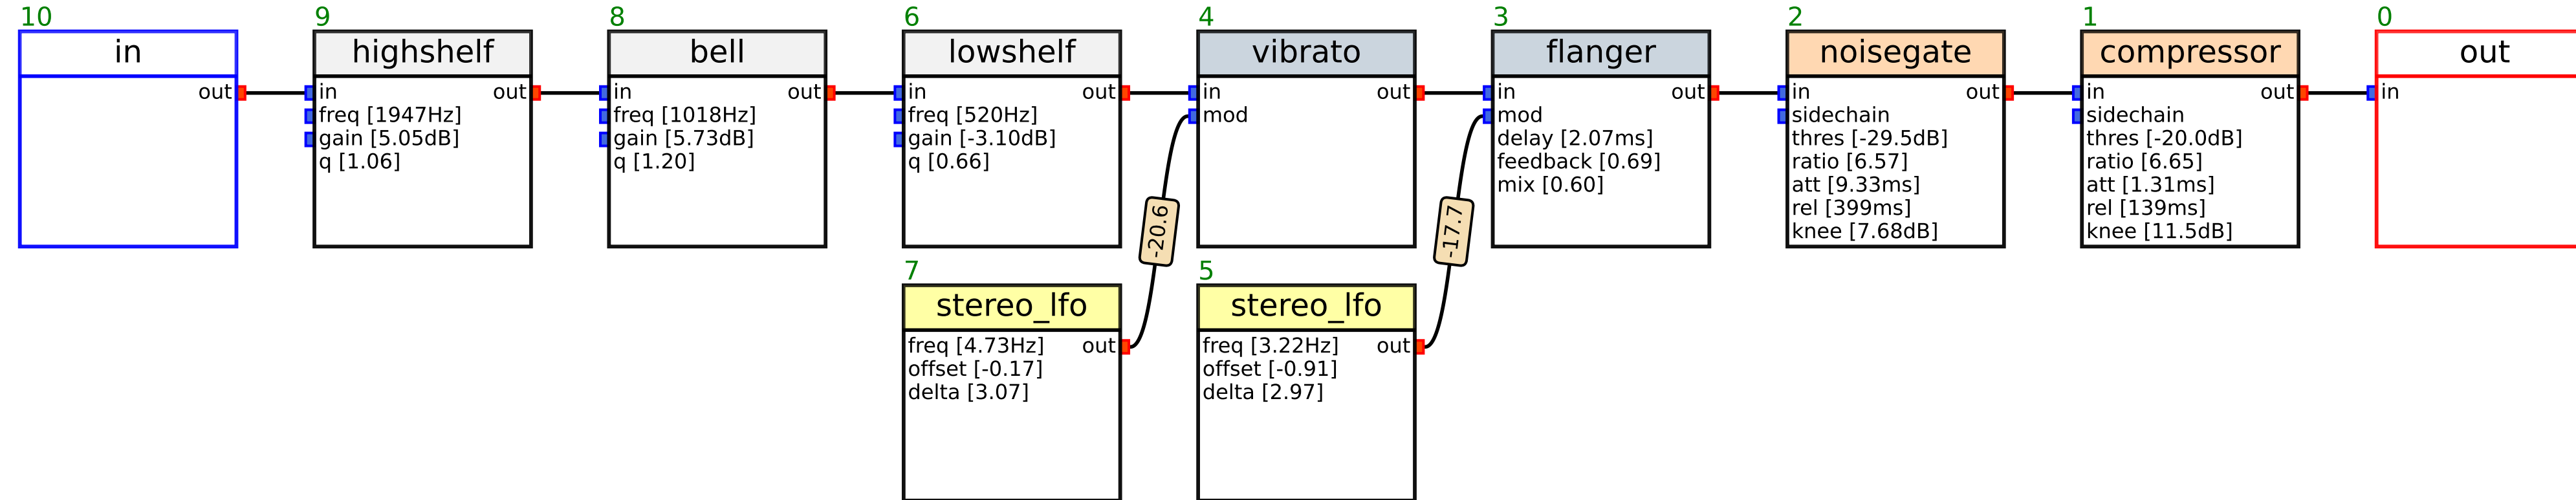 10
in
out
9
highshelf
in out
freq [1947Hz]
gain [5.05dB]
q [1.06]
8
bell
in out
freq [1018Hz]
gain [5.73dB]
q [1.20]
6
lowshelf
in out
freq [520Hz]
gain [-3.10dB]
q [0.66]
4
vibrato
in out
mod
3
flanger
in out
mod
delay [2.07ms]
feedback [0.69]
mix [0.60]
2
noisegate
in out
sidechain
thres [-29.5dB]
ratio [6.57]
att [9.33ms]
rel [399ms]
knee [7.68dB]
1
compressor
in out
sidechain
thres [-20.0dB]
ratio [6.65]
att [1.31ms]
rel [139ms]
knee [11.5dB]
0
out
in
-20.6
-17.7
7
stereo_lfo
freq [4.73Hz] out
offset [-0.17]
delta [3.07]
5
stereo_lfo
freq [3.22Hz] out
offset [-0.91]
delta [2.97]